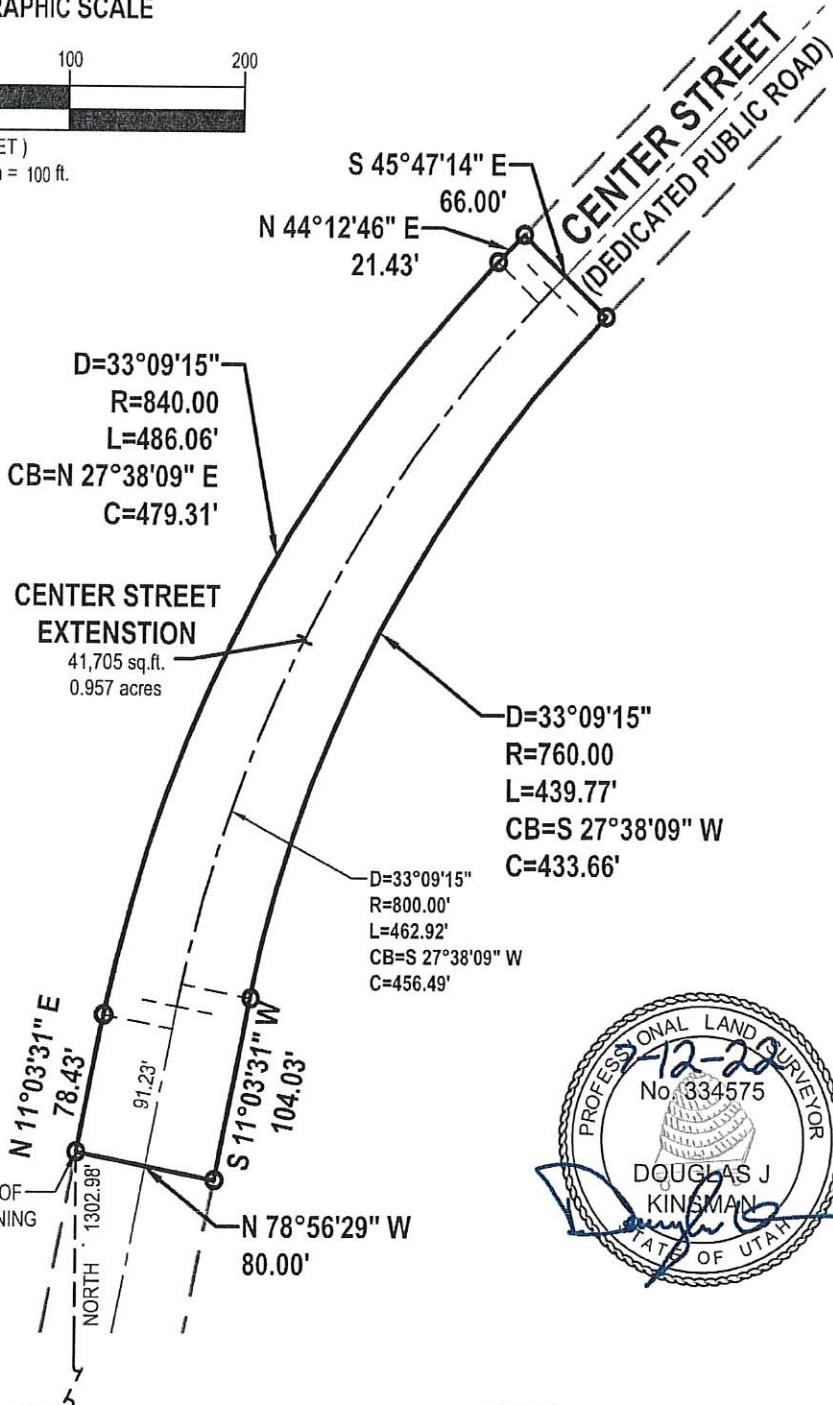 GRAPHIC SCALE
100
200
= 100 ft.
CENTER STREET
(DEDICATED PUBLIC ROAD)
S 45°47'14" E
66.00'
N 44°12'46" E
21.43'
D=33°09'15"
R=840.00
L=486.06'
CB=N 27°38'09" E
C=479.31'
CENTER STREET
EXTENSTION
41,705 sq.ft.
0.957 acres
D=33°09'15"
R=760.00
L=439.77'
CB=S 27°38'09" W
C=433.66'
D=33°09'15"
R=800.00'
L=462.92'
CB=S 27°38'09" W
C=456.49'
N 11°03'31" E
78.43'
91.23'
S 11°03'31" W
104.03'
OF
NORTH 1302.98'
N 78°56'29" W
80.00'
PROFESSIONAL LAND SURVEYOR
7-12-22
No. 334575
DOUGLAS J
KINSMAN
STATE OF UTAH